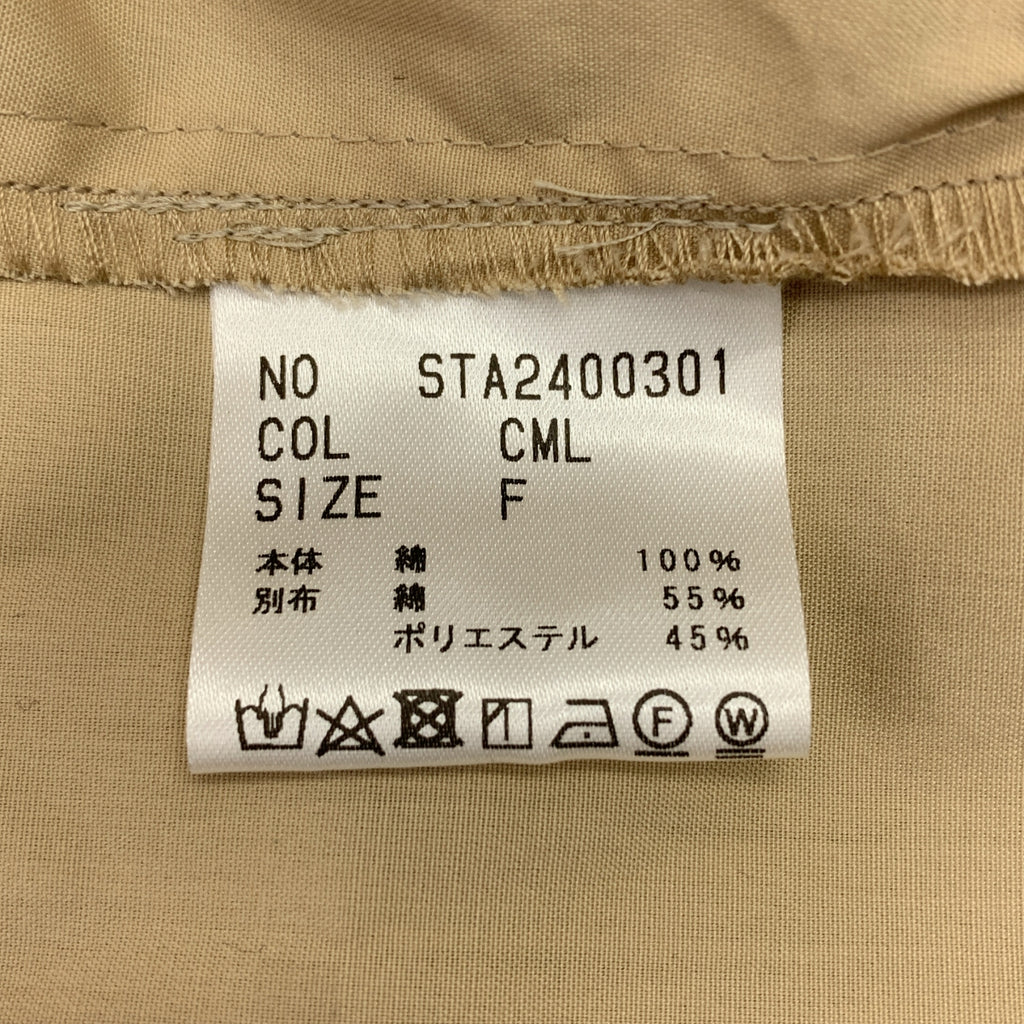 NO STA2400301
COL CML
SIZE F
本体 綿 100%
別布 綿 55%
ポリエステル 45%
F W